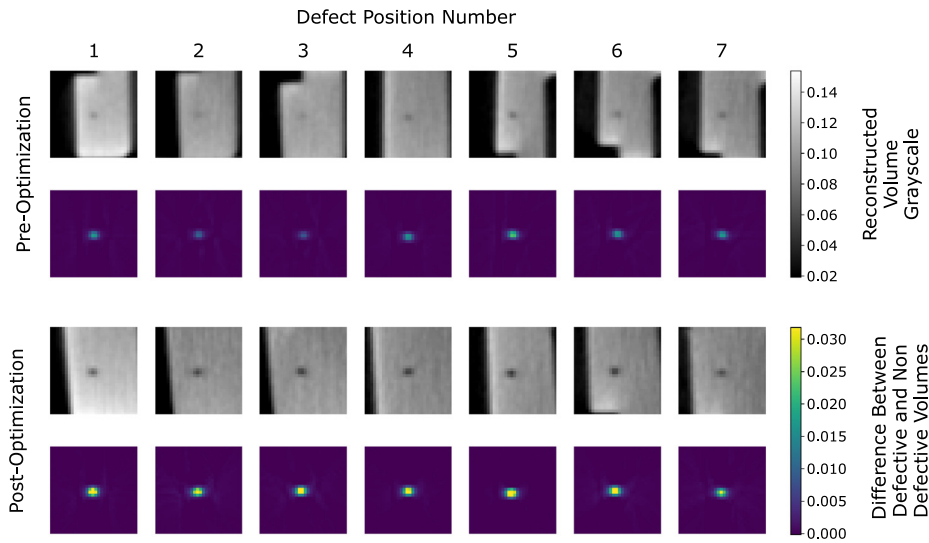 Defect Position Number
1 2 3 4 5 6 7
Pre-Optimization
0.14
0.12
0.10
0.08
0.06
0.04
0.02
Reconstructed
Volume
Grayscale
Post-Optimization
0.030
0.025
0.020
0.015
0.010
0.005
0.000
Difference Between
Defective and Non
Defective Volumes